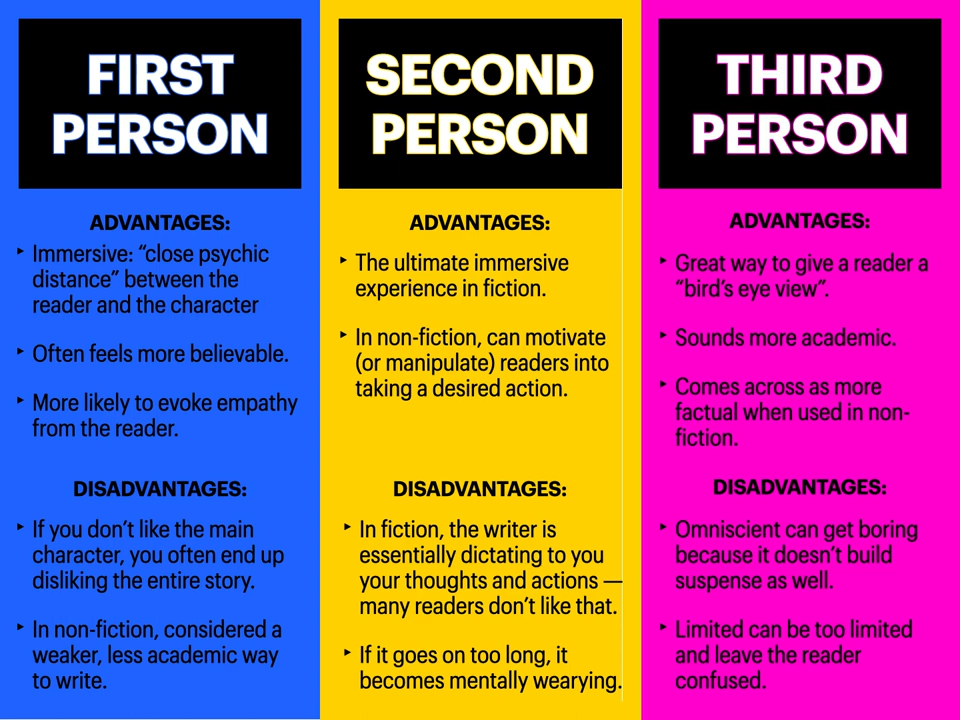 FIRST
PERSON
ADVANTAGES:
‣ Immersive: “close psychic
distance” between the
reader and the character
‣ Often feels more believable.
‣ More likely to evoke empathy
from the reader.
DISADVANTAGES:
‣ If you don’t like the main
character, you often end up
disliking the entire story.
‣ In non-fiction, considered a
weaker, less academic way
to write.
SECOND
PERSON
ADVANTAGES:
‣ The ultimate immersive
experience in fiction.
‣ In non-fiction, can motivate
(or manipulate) readers into
taking a desired action.
DISADVANTAGES:
‣ In fiction, the writer is
essentially dictating to you
your thoughts and actions —
many readers don’t like that.
‣ If it goes on too long, it
becomes mentally wearying.
THIRD
PERSON
ADVANTAGES:
‣ Great way to give a reader a
“bird’s eye view”.
‣ Sounds more academic.
‣ Comes across as more
factual when used in non-
fiction.
DISADVANTAGES:
‣ Omniscient can get boring
because it doesn’t build
suspense as well.
‣ Limited can be too limited
and leave the reader
confused.